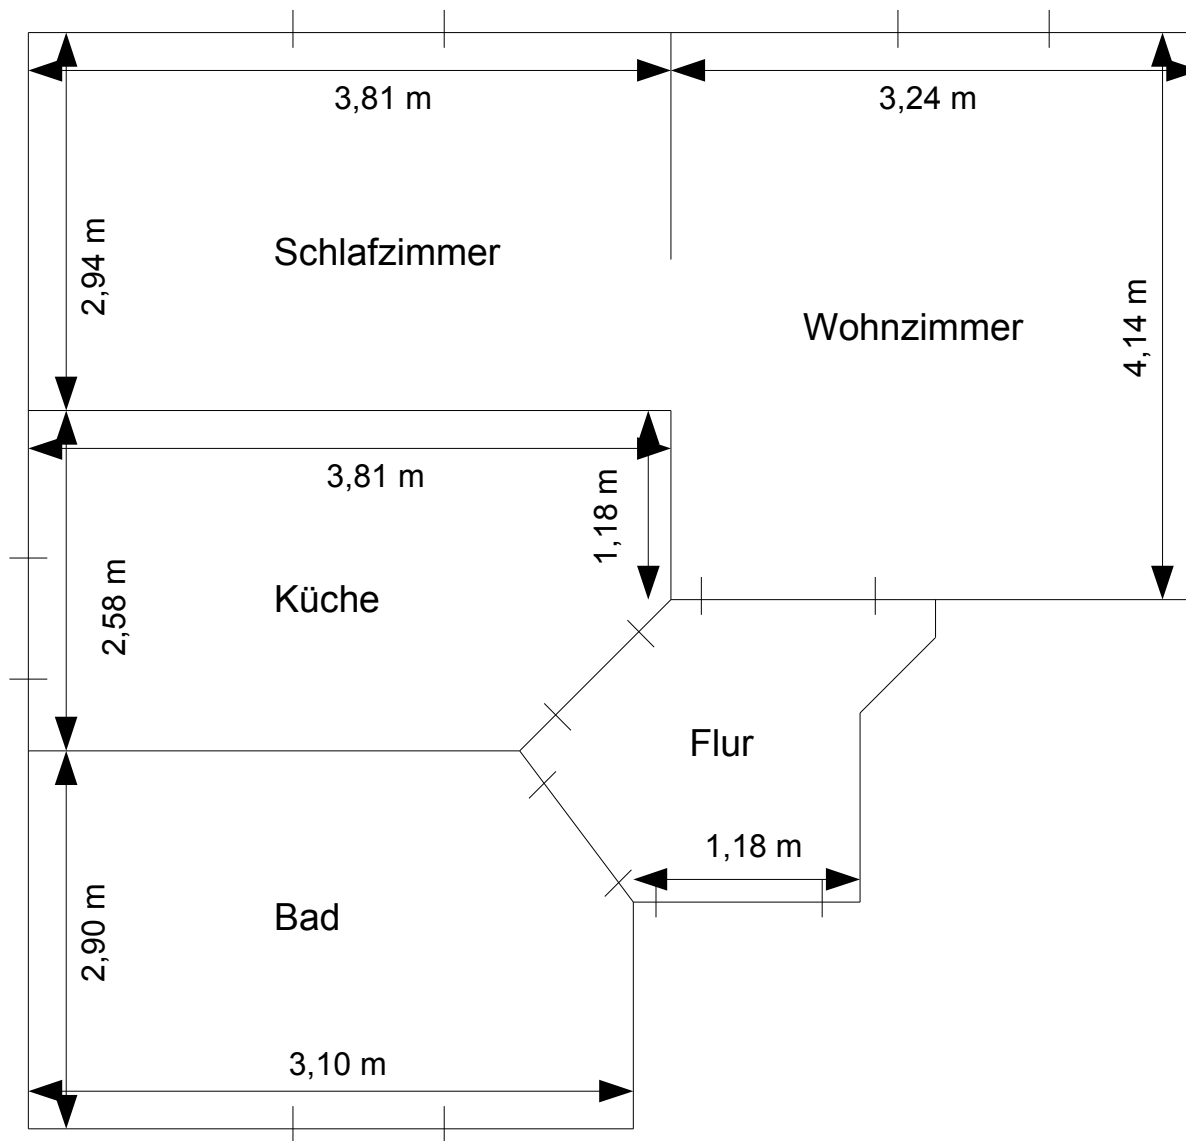 3,81 m
3,24 m
2,94 m
Schlafzimmer
Wohnzimmer
4,14 m
3,81 m
1,18 m
2,58 m
Küche
Flur
1,18 m
2,90 m
Bad
3,10 m